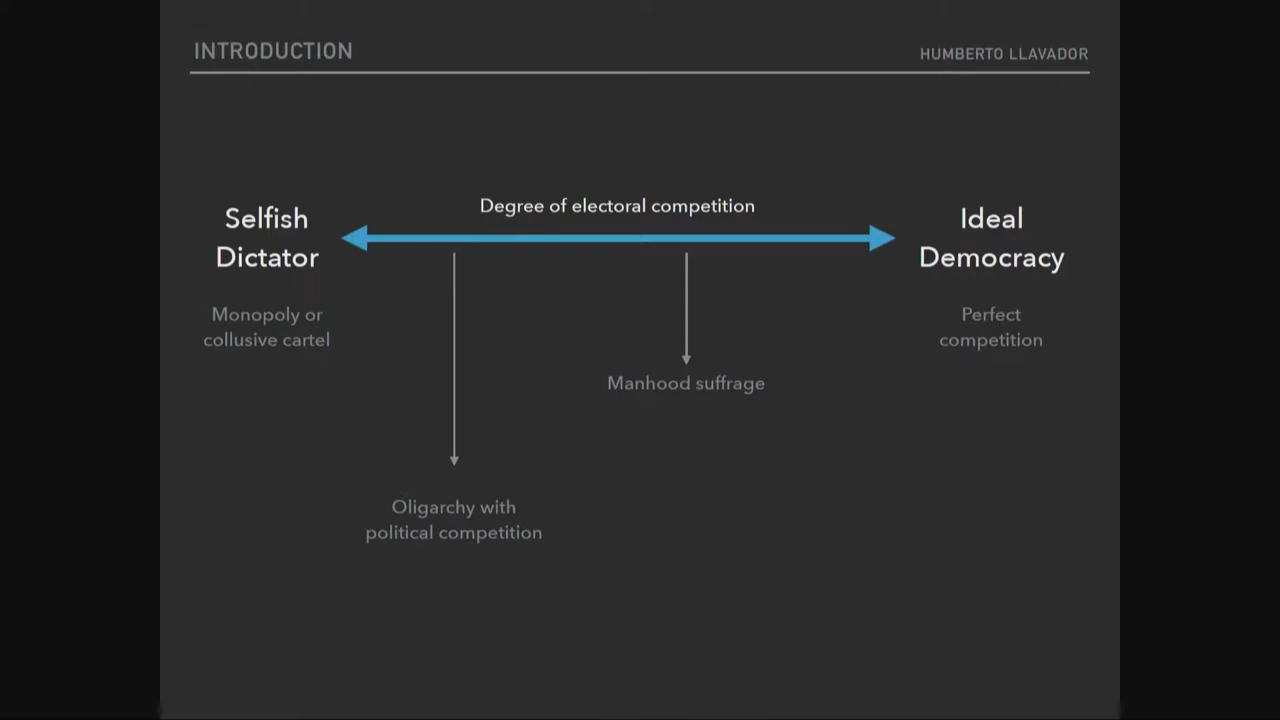 INTRODUCTION
HUMBERTO LLAVADOR
Degree of electoral competition
Selfish
Dictator
Ideal
Democracy
Monopoly or
collusive cartel
Perfect
competition
Manhood suffrage
Oligarchy with
political competition